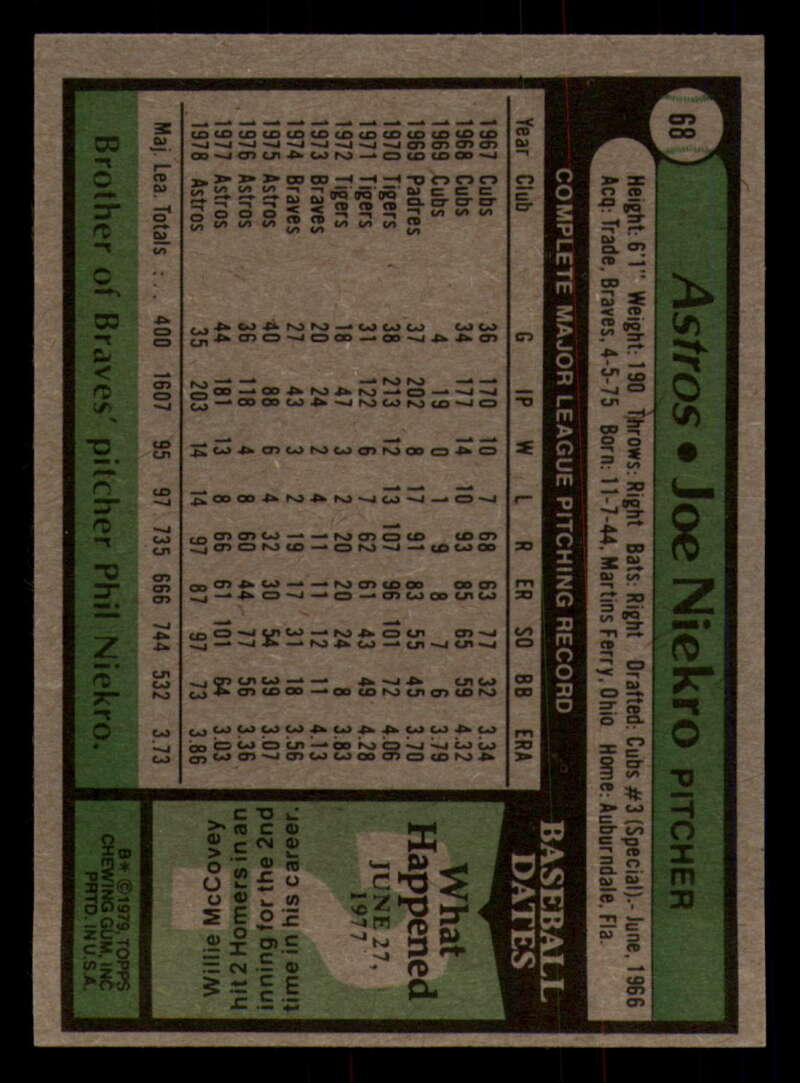 68
Astros • Joe Niekro PITCHER
Height: 6'1" Weight: 190 Throws: Right Bats: Right Drafted: Cubs #3 (Special)- June, 1966
Acq: Trade, Braves, 4-5-75 Born: 11-7-44, Martins Ferry, Ohio Home: Auburndale, Fla.
COMPLETE MAJOR LEAGUE PITCHING RECORD
Year Club G IP W L R ER SO BB ERA
1967 Cubs 36 170 10 7 68 63 77 32 3.34
1968 Cubs 34 177 14 10 93 85 65 59 4.32
1969 Cubs 4 19 0 1 9 8 7 6 3.79
1969 Padres 37 202 8 17 91 83 55 45 3.70
1970 Tigers 38 213 12 13 107 96 101 72 4.06
1971 Tigers 31 122 6 7 62 61 43 49 4.28
1972 Tigers 18 47 3 2 20 20 24 8 3.83
1973 Braves 20 24 2 4 11 11 12 11 4.13
1974 Braves 27 43 3 2 19 17 31 18 3.56
1975 Astros 40 88 6 4 32 30 54 39 3.07
1976 Astros 36 118 4 8 60 44 77 56 3.36
1977 Astros 44 181 13 8 66 61 101 64 3.03
1978 Astros 35 203 14 14 97 87 97 73 3.86
Maj. Lea. Totals . . . 400 1607 95 97 735 666 744 532 3.73
Brother of Braves' pitcher Phil Niekro.
BASEBALL
DATES
What
Happened
JUNE 27,
1977
Willie McCovey
hit 2 Homers in an
inning for the 2nd
time in his career.
B* ©1979, TOPPS
CHEWING GUM, INC
PRTD. IN U.S.A.